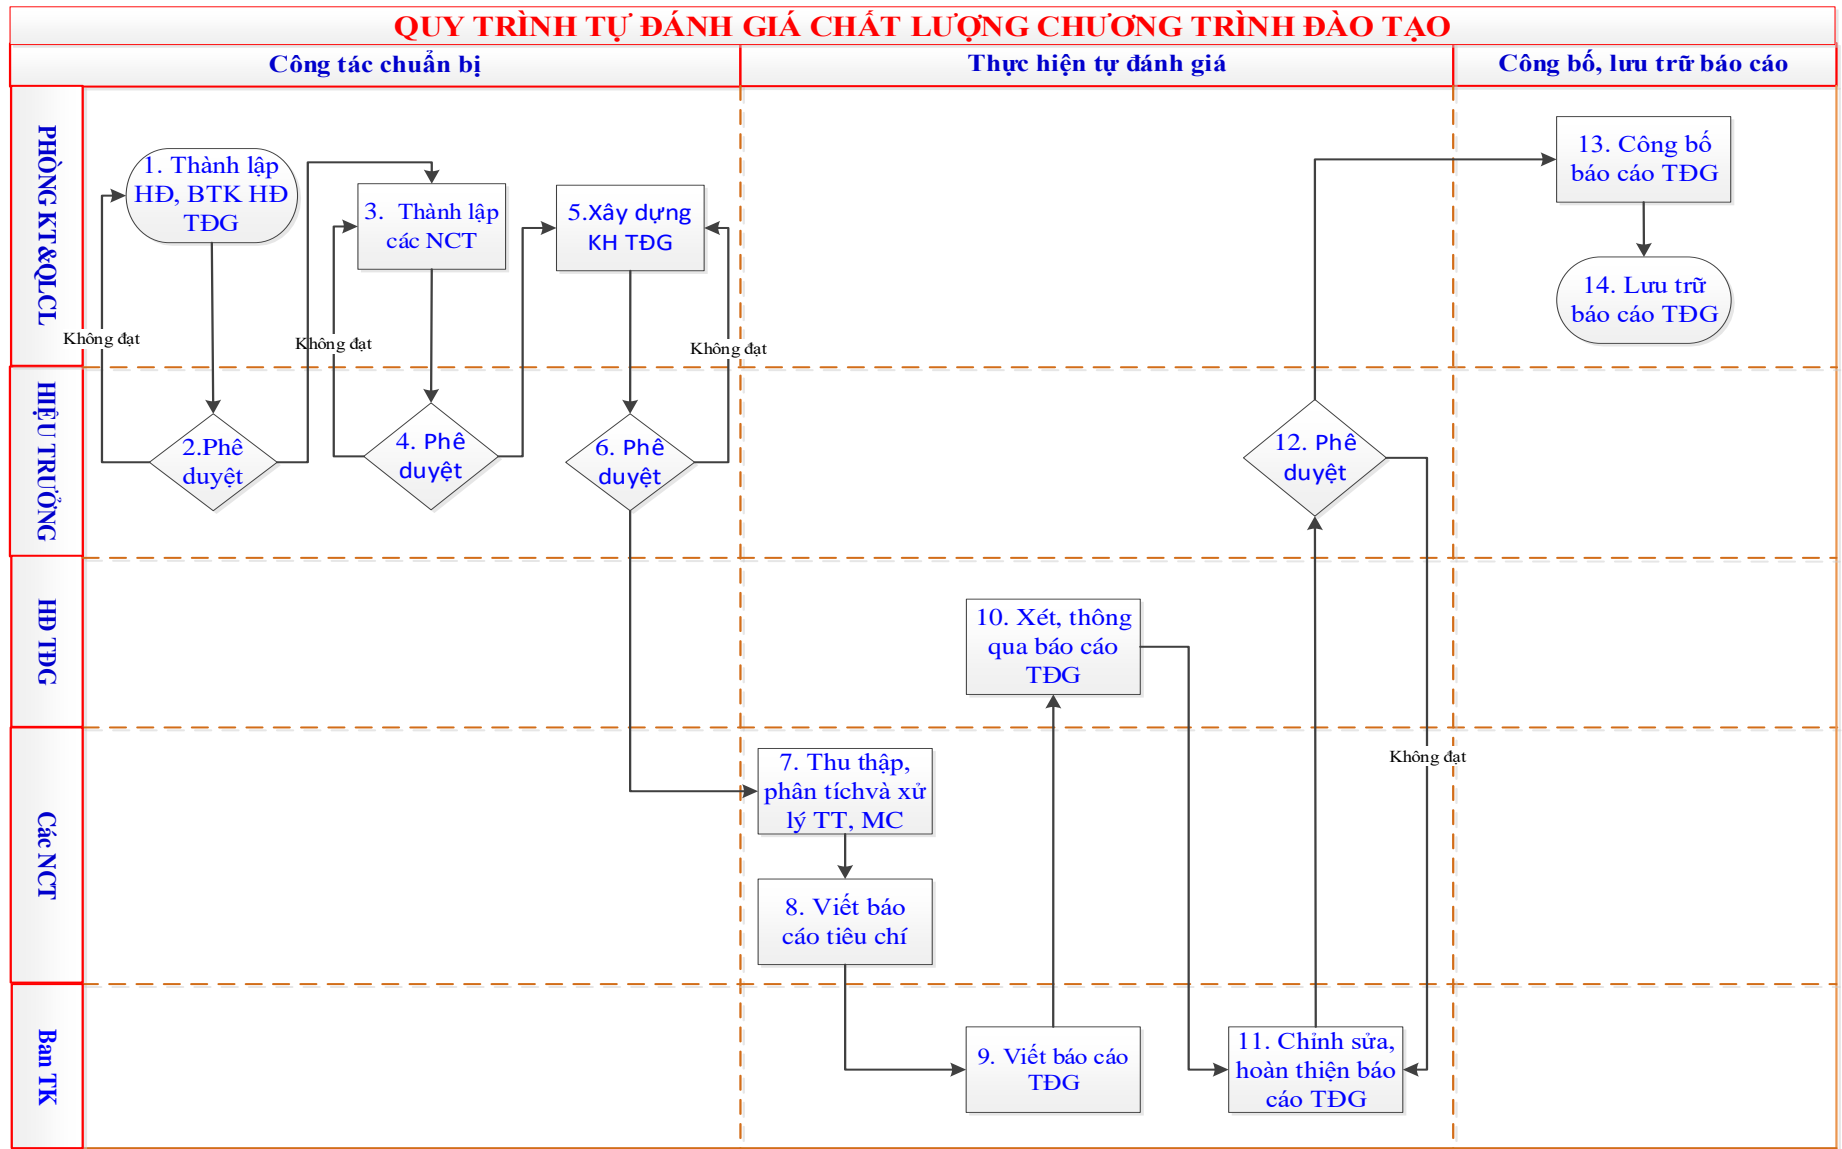 QUY TRÌNH TỰ ĐÁNH GIÁ CHẤT LƯỢNG CHƯƠNG TRÌNH ĐÀO TẠO
Công tác chuẩn bị
Thực hiện tự đánh giá
Công bố, lưu trữ báo cáo
PHÒNG KT&QLCL
1. Thành lập
HĐ, BTK HĐ
TĐG
3. Thành lập
các NCT
5.Xây dựng
KH TĐG
13. Công bố
báo cáo TĐG
14. Lưu trữ
báo cáo TĐG
Không đạt
Không đạt
Không đạt
HIỆU TRƯỞNG
2.Phê
duyệt
4. Phê
duyệt
6. Phê
duyệt
12. Phê
duyệt
HĐ TĐG
10. Xét, thông
qua báo cáo
TĐG
Không đạt
Các NCT
7. Thu thập,
phân tíchvà xử
lý TT, MC
8. Viết báo
cáo tiêu chí
Ban TK
9. Viết báo cáo
TĐG
11. Chỉnh sửa,
hoàn thiện báo
cáo TĐG